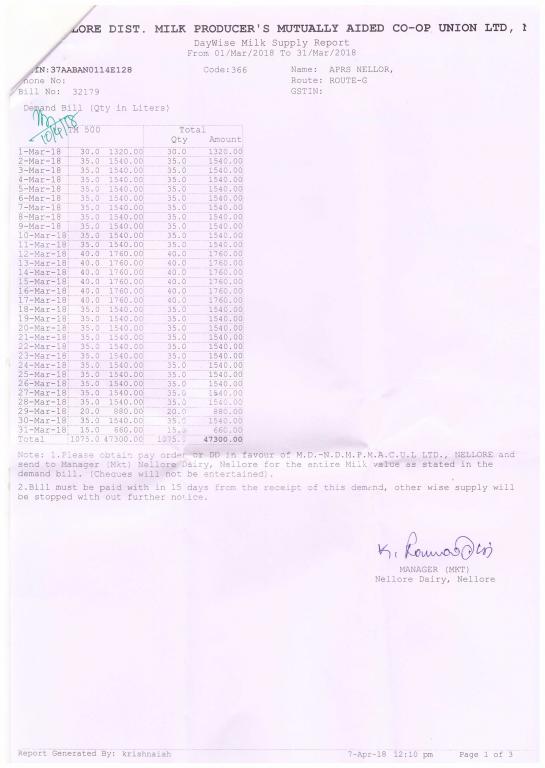 LORE DIST. MILK PRODUCER'S MUTUALLY AIDED CO-OP UNION LTD,
DayWise Milk Supply Report
From 01/Mar/2018 To 31/Mar/2018
IN:37AABAN0114E128 Code:366 Name: APRS NELLOR,
hone No: Route: ROUTE-G
Bill No: 32179 GSTIN:
Demand Bill (Qty in Liters)
10/4/18
TM 500 Total
Qty Amount
1-Mar-18 30.0 1320.00 30.0 1320.00
2-Mar-18 35.0 1540.00 35.0 1540.00
3-Mar-18 35.0 1540.00 35.0 1540.00
4-Mar-18 35.0 1540.00 35.0 1540.00
5-Mar-18 35.0 1540.00 35.0 1540.00
6-Mar-18 35.0 1540.00 35.0 1540.00
7-Mar-18 35.0 1540.00 35.0 1540.00
8-Mar-18 35.0 1540.00 35.0 1540.00
9-Mar-18 35.0 1540.00 35.0 1540.00
10-Mar-18 35.0 1540.00 35.0 1540.00
11-Mar-18 35.0 1540.00 35.0 1540.00
12-Mar-18 40.0 1760.00 40.0 1760.00
13-Mar-18 40.0 1760.00 40.0 1760.00
14-Mar-18 40.0 1760.00 40.0 1760.00
15-Mar-18 40.0 1760.00 40.0 1760.00
16-Mar-18 40.0 1760.00 40.0 1760.00
17-Mar-18 40.0 1760.00 40.0 1760.00
18-Mar-18 35.0 1540.00 35.0 1540.00
19-Mar-18 35.0 1540.00 35.0 1540.00
20-Mar-18 35.0 1540.00 35.0 1540.00
21-Mar-18 35.0 1540.00 35.0 1540.00
22-Mar-18 35.0 1540.00 35.0 1540.00
23-Mar-18 35.0 1540.00 35.0 1540.00
24-Mar-18 35.0 1540.00 35.0 1540.00
25-Mar-18 35.0 1540.00 35.0 1540.00
26-Mar-18 35.0 1540.00 35.0 1540.00
27-Mar-18 35.0 1540.00 35.0 1540.00
28-Mar-18 35.0 1540.00 35.0 1540.00
29-Mar-18 20.0 880.00 20.0 880.00
30-Mar-18 35.0 1540.00 35.0 1540.00
31-Mar-18 15.0 660.00 15.0 660.00
Total 1075.0 47300.00 1075.0 47300.00
Note: 1.Please obtain pay order or DD in favour of M.D.-N.D.M.P.M.A.C.U.L LTD., NELLORE and
send to Manager (Mkt) Nellore Dairy, Nellore for the entire Milk value as stated in the
demand bill. (Cheques will not be entertained).
2.Bill must be paid with in 15 days from the receipt of this demand, other wise supply will
be stopped with out further notice.
MANAGER (MKT)
Nellore Dairy, Nellore
Report Generated By: krishnaiah 7-Apr-18 12:10 pm Page 1 of 3